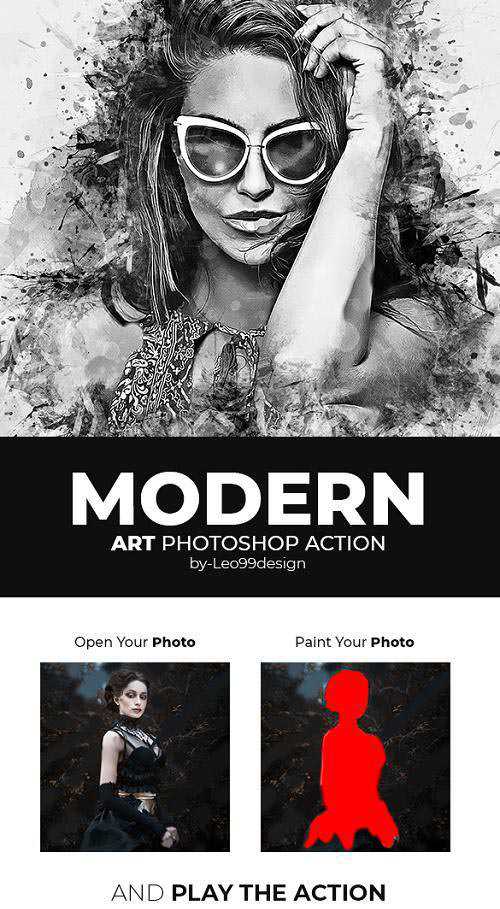 MODERN
ART PHOTOSHOP ACTION
by-Leo99design
Open Your Photo
Paint Your Photo
AND PLAY THE ACTION